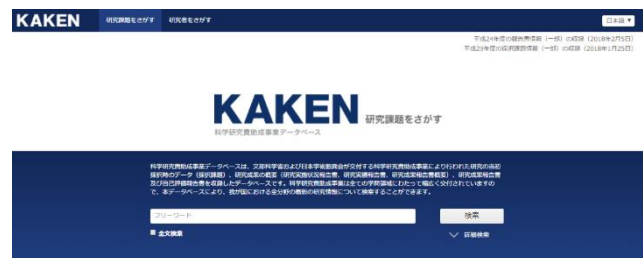 KAKEN 研究課題をさがす 研究者をさがす 日本語 ▼
平成24年度の報告書情報（一部）の収録（2018年2月5日）
平成29年度の採択課題情報（一部）の収録（2018年1月25日）
KAKEN 研究課題をさがす
科学研究費助成事業データベース
科学研究費助成事業データベースは、文部科学省および日本学術振興会が交付する科学研究費助成事業により行われた研究の当初
採択時のデータ（採択課題）、研究成果の概要（研究実施状況報告書、研究実績報告書、研究成果報告書概要）、研究成果報告書
及び自己評価報告書を収録したデータベースです。科学研究費助成事業は全ての学問領域にわたって幅広く交付されていますの
で、本データベースにより、我が国における全分野の最新の研究情報について検索することができます。
フリーワード 検索
全文検索 詳細検索